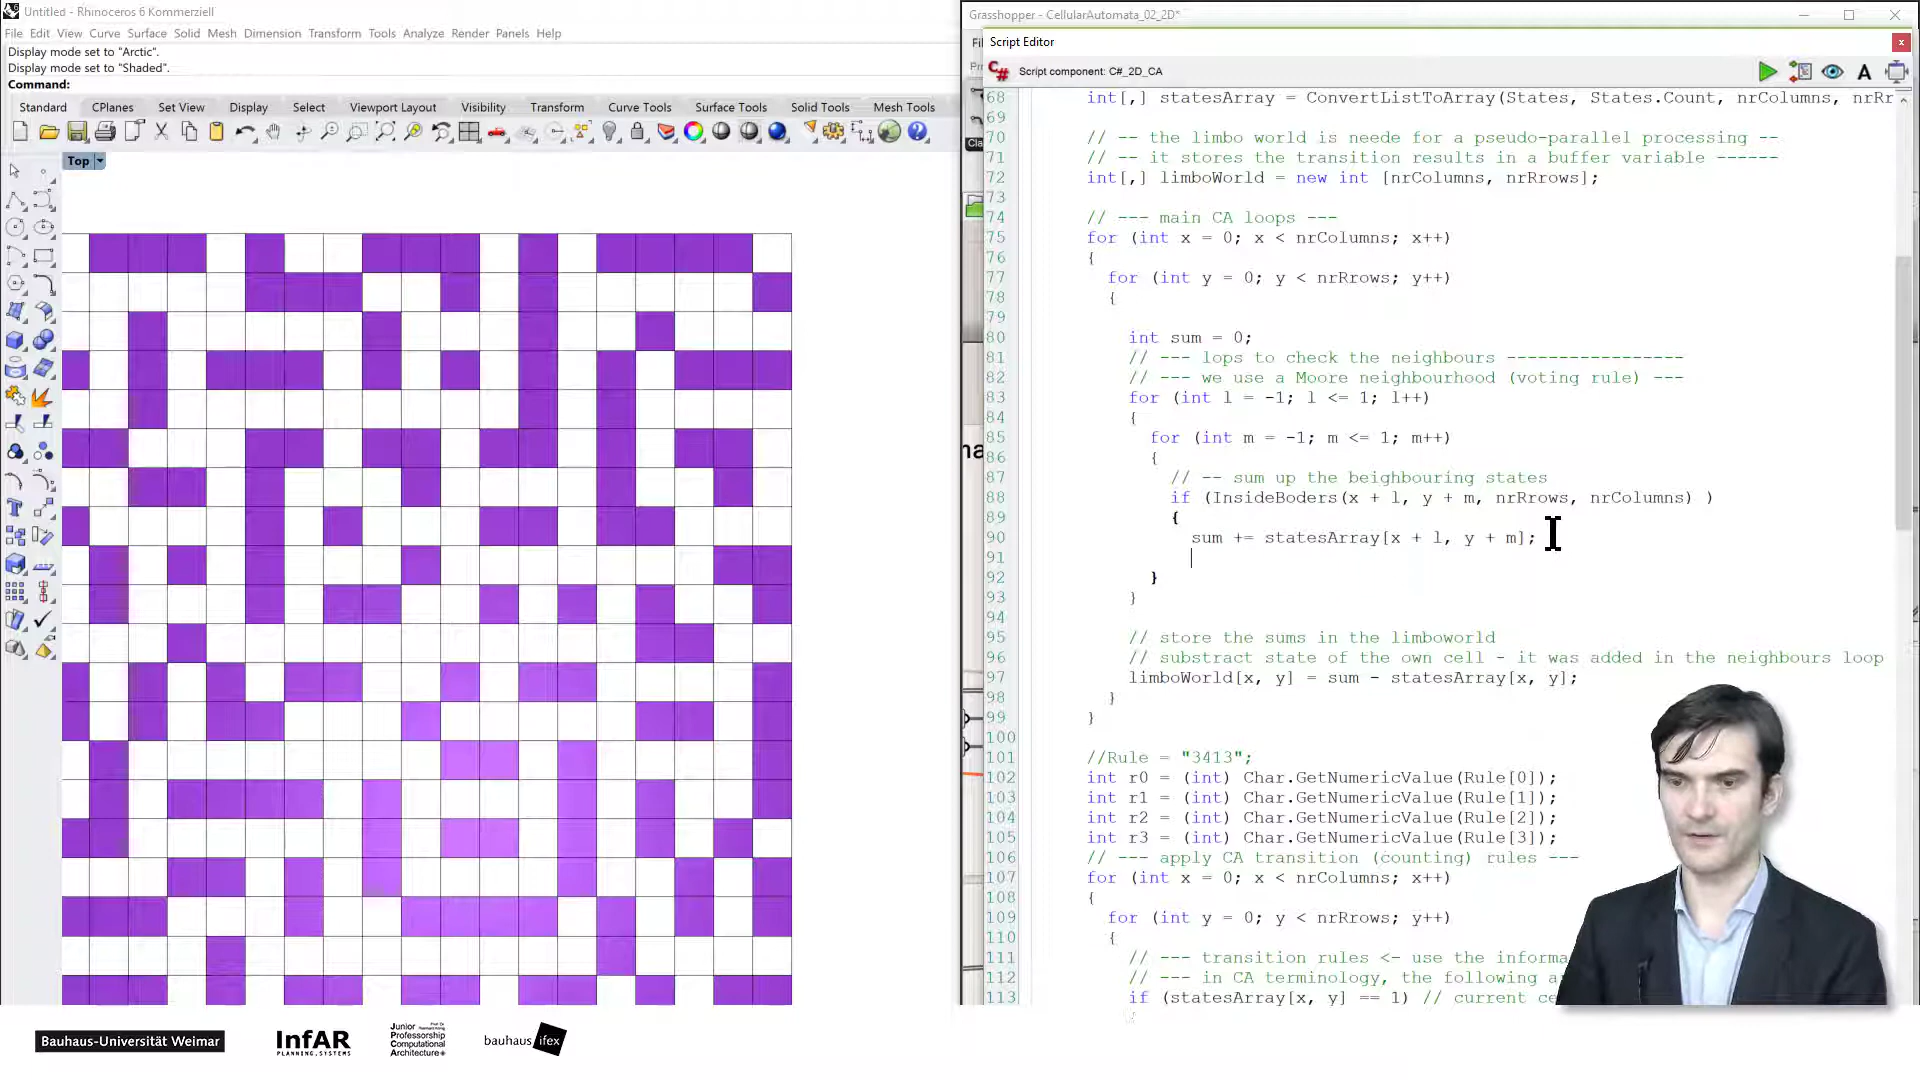 Untitled - Rhinoceros 6 Kommerziell
File Edit View Curve Surface Solid Mesh Dimension Transform Tools Analyze Render Panels Help
Display mode set to "Arctic".
Display mode set to "Shaded".
Command:
Standard CPlanes Set View Display Select Viewport Layout Visibility Transform Curve Tools Surface Tools Solid Tools Mesh Tools
Top
Grasshopper - CellularAutomata_02_2D*
Script Editor
Script component: C#_2D_CA
68 int[,] statesArray = ConvertListToArray(States, States.Count, nrColumns, nrRr
69
70 // -- the limbo world is neede for a pseudo-parallel processing --
71 // -- it stores the transition results in a buffer variable ------
72 int[,] limboWorld = new int [nrColumns, nrRrows];
73
74 // --- main CA loops ---
75 for (int x = 0; x < nrColumns; x++)
76 {
77 for (int y = 0; y < nrRrows; y++)
78 {
79
80 int sum = 0;
81 // --- lops to check the neighbours -----------------
82 // --- we use a Moore neighbourhood (voting rule) ---
83 for (int l = -1; l <= 1; l++)
84 {
85 for (int m = -1; m <= 1; m++)
86 {
87 // -- sum up the beighbouring states
88 if (InsideBoders(x + l, y + m, nrRrows, nrColumns) )
89 {
90 sum += statesArray[x + l, y + m];
91
92 }
93 }
94
95 // store the sums in the limboworld
96 // substract state of the own cell - it was added in the neighbours loop
97 limboWorld[x, y] = sum - statesArray[x, y];
98 }
99 }
100
101 //Rule = "3413";
102 int r0 = (int) Char.GetNumericValue(Rule[0]);
103 int r1 = (int) Char.GetNumericValue(Rule[1]);
104 int r2 = (int) Char.GetNumericValue(Rule[2]);
105 int r3 = (int) Char.GetNumericValue(Rule[3]);
106 // --- apply CA transition (counting) rules ---
107 for (int x = 0; x < nrColumns; x++)
108 {
109 for (int y = 0; y < nrRrows; y++)
110 {
111 // --- transition rules <- use the informa
112 // --- in CA terminology, the following a
113 if (statesArray[x, y] == 1) // current ce
Bauhaus-Universität Weimar
InfAR
PLANNING.SYSTEMS
Junior
Professorship
Computational
Architecture
bauhaus ifex